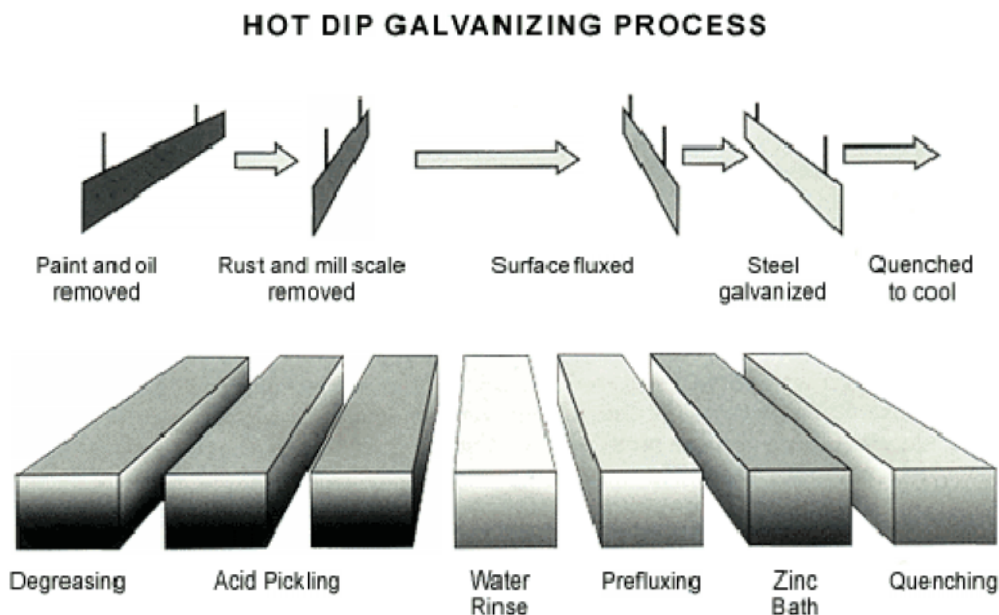 HOT DIP GALVANIZING PROCESS
Paint and oil
removed
Rust and mill scale
removed
Surface fluxed
Steel
galvanized
Quenched
to cool
Degreasing
Acid Pickling
Water
Rinse
Prefluxing
Zinc
Bath
Quenching